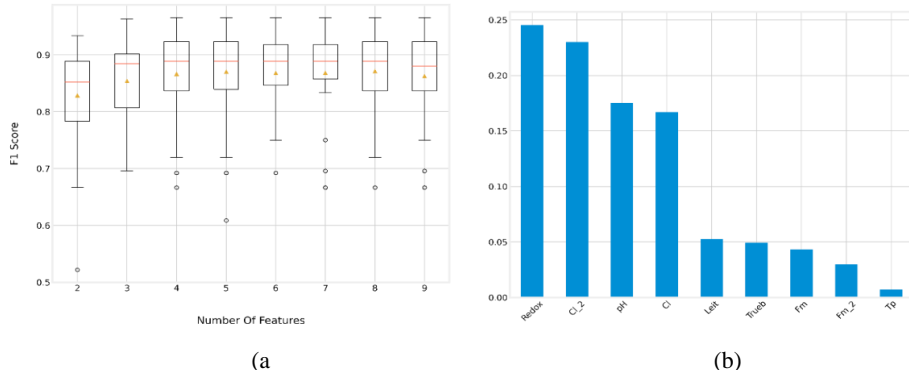 0.9
0.8
0.7
0.6
0.5
F1 Score
2 3 4 5 6 7 8 9
Number Of Features
(a
0.25
0.20
0.15
0.10
0.05
0.00
Redox Cl_2 pH Cl Leit Trueb Fm Fm_2 Tp
(b)